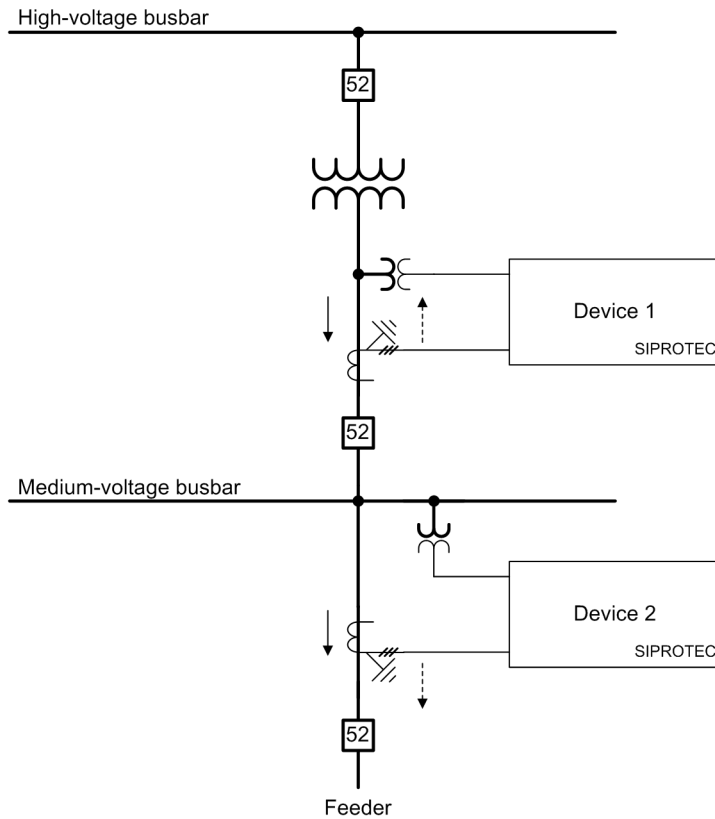 High-voltage busbar
52
Device 1
SIPROTEC
52
Medium-voltage busbar
Device 2
SIPROTEC
52
Feeder